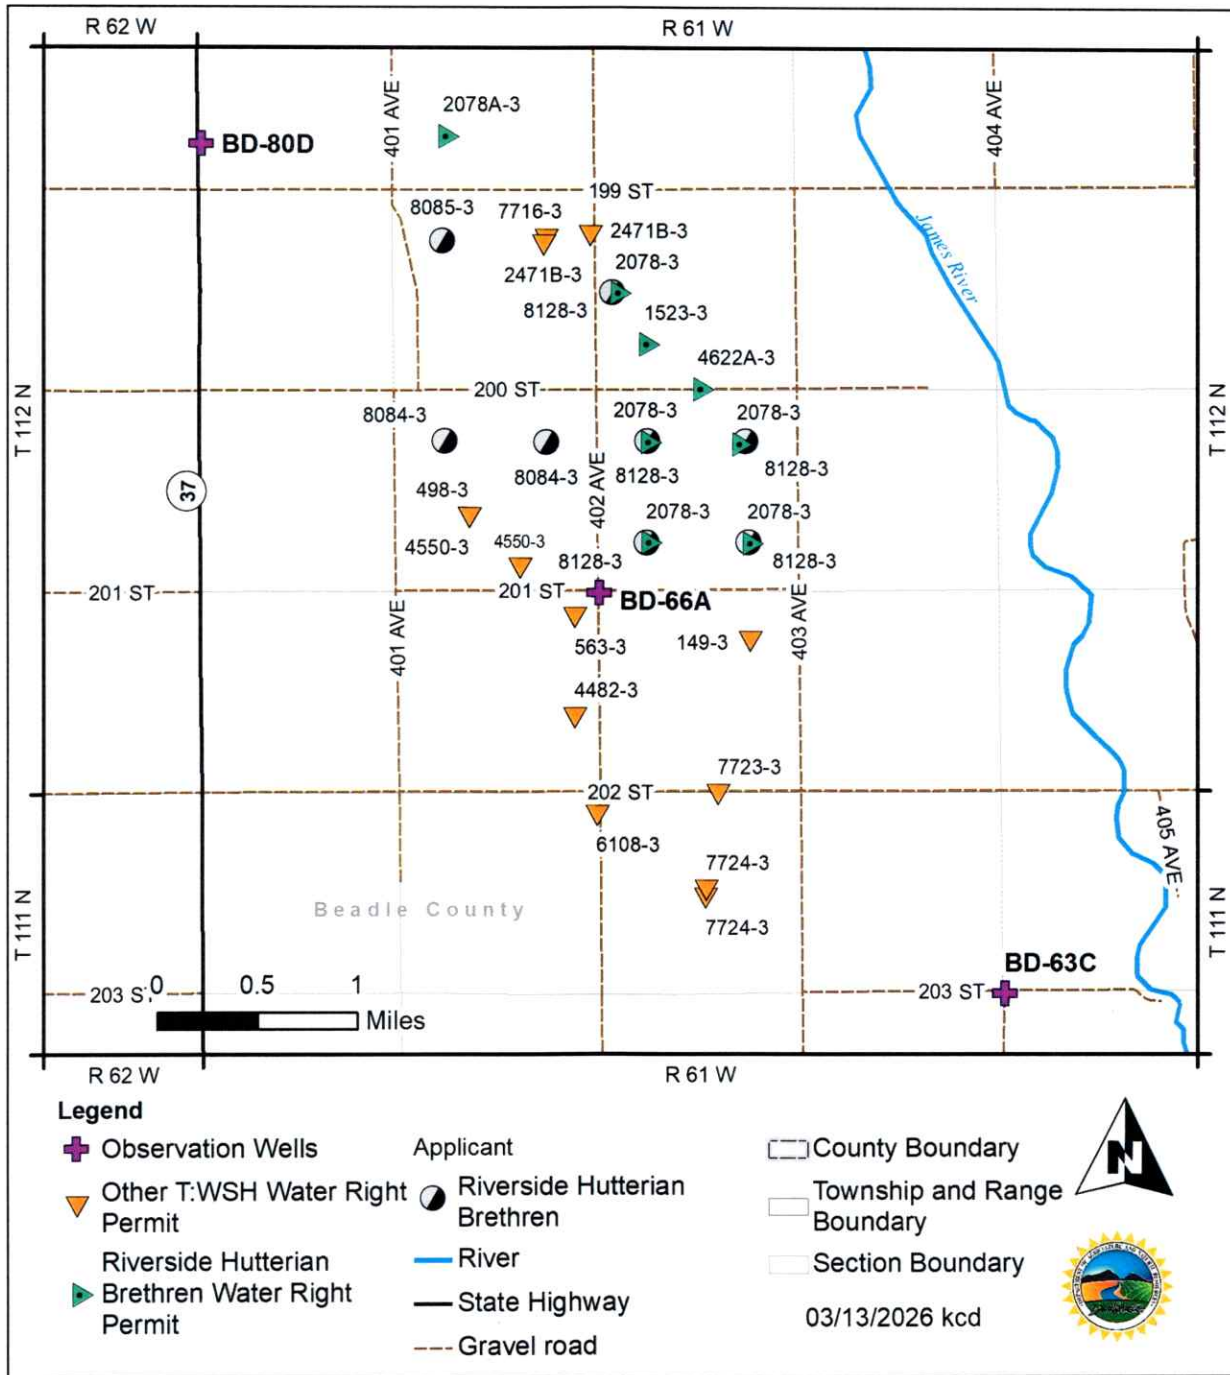 R 62 W
R 61 W
401 AVE
2078A-3
404 AVE
BD-80D
199 ST
8085-3
7716-3
2471B-3
James River
2471B-3
2078-3
8128-3
1523-3
4622A-3
T 112 N
200 ST
T 112 N
8084-3
2078-3
2078-3
8084-3
8128-3
8128-3
402 AVE
498-3
37
2078-3
2078-3
4550-3
4550-3
8128-3
8128-3
201 ST
201 ST
BD-66A
401 AVE
403 AVE
563-3
149-3
4482-3
7723-3
202 ST
405 AVE
6108-3
7724-3
T 111 N
Beadle County
7724-3
T 111 N
BD-63C
203 ST
0
0.5
1
203 ST
Miles
R 62 W
R 61 W
Legend
Observation Wells
Other T:WSH Water Right
Permit
Riverside Hutterian
Brethren Water Right
Permit
Applicant
Riverside Hutterian
Brethren
River
State Highway
Gravel road
County Boundary
Township and Range
Boundary
Section Boundary
03/13/2026 kcd
N